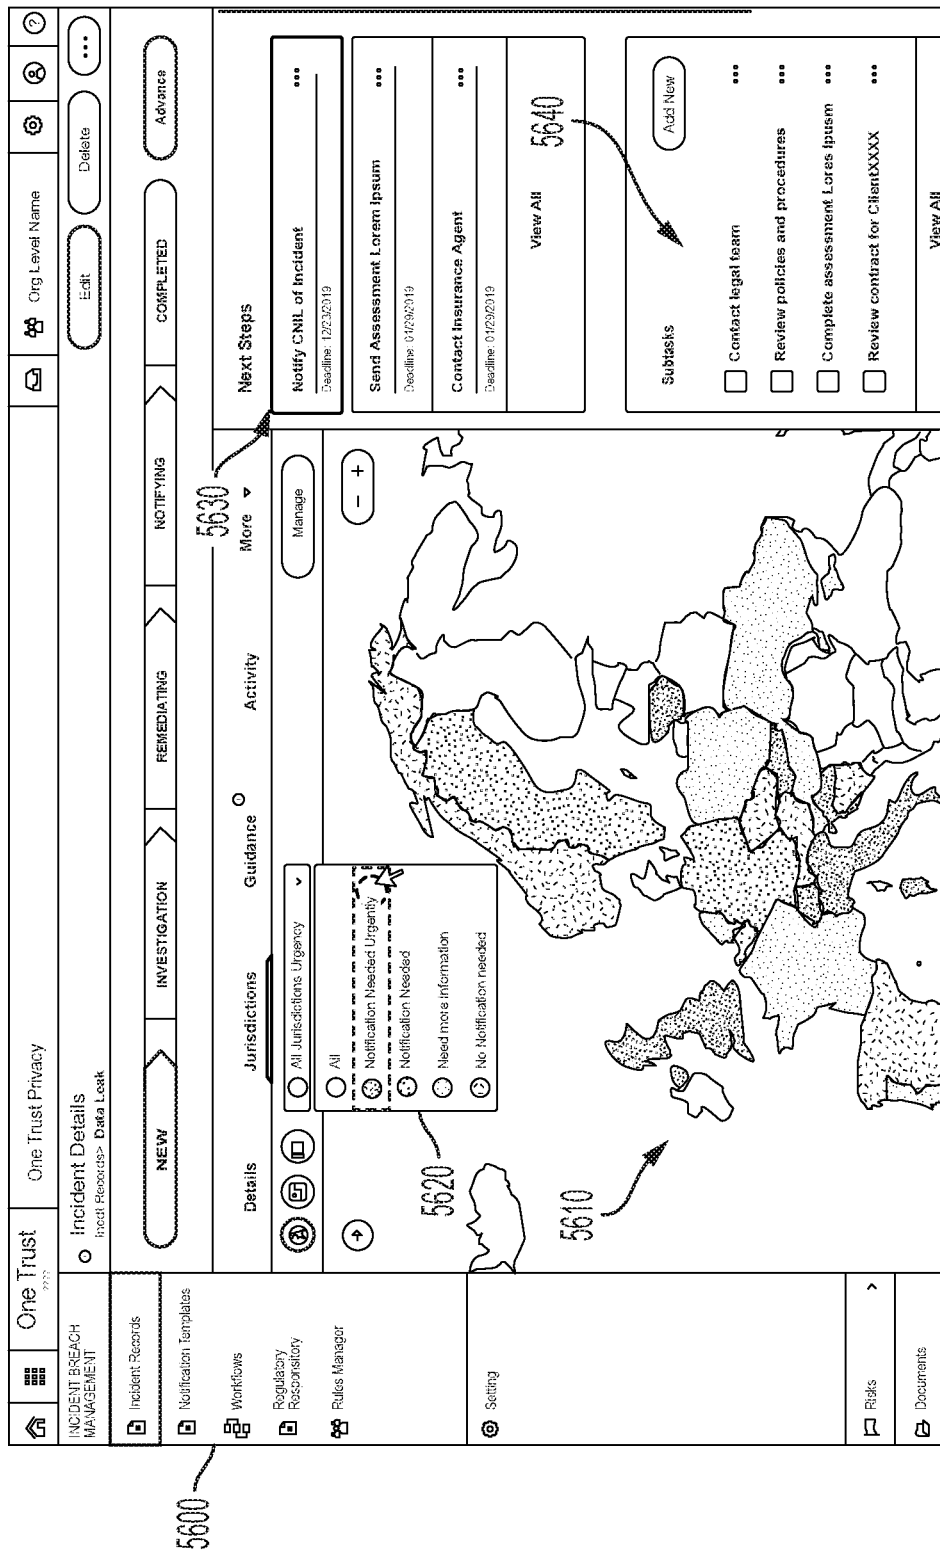 One Trust
????
One Trust Privacy
Org Level Name
?
INCIDENT BREACH
MANAGEMENT
Incident Records
Notification Templates
Workflows
Regulatory
Responsitory
Rules Manager
Setting
Risks
Documents
Incident Details
Incdt Records> Data Leak
Edit
Delete
NEW
INVESTIGATION
REMEDIATING
NOTIFYING
COMPLETED
Advance
Details
Jurisdictions
Guidance
Activity
More
All Jurisdictions Urgency
Manage
All
Notification Needed Urgently
Notification Needed
Need more information
No Notification needed
- +
Next Steps
Notify CNIL of Incident
Deadline: 12/23/2019
Send Assessment Lorem Ipsum
Deadline: 01/29/2019
Contact Insurance Agent
Deadline: 01/29/2019
View All
Subtasks
Add New
Contact legal team
Review policies and procedures
Complete assessment Lores Ipusm
Review contract for ClientXXXX
View All
5600
5610
5620
5630
5640